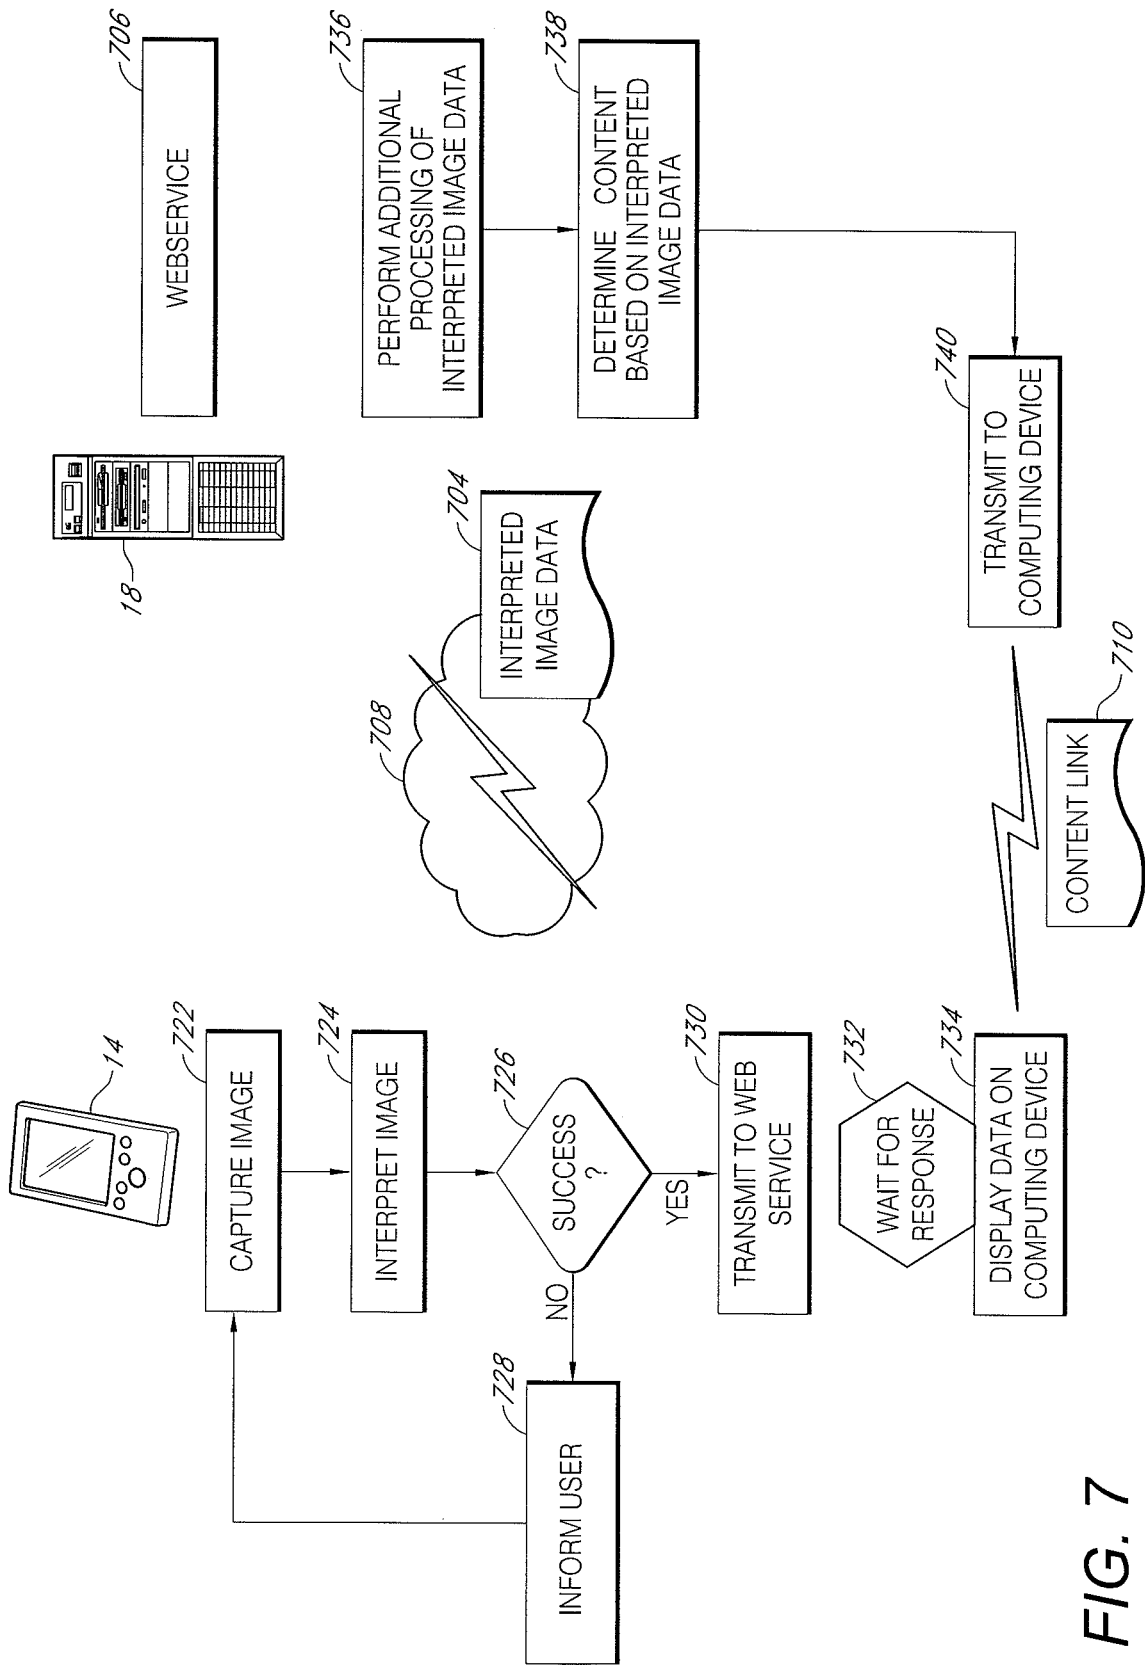 14
722
CAPTURE IMAGE
724
INTERPRET IMAGE
726
SUCCESS
?
NO
YES
728
INFORM USER
730
TRANSMIT TO WEB
SERVICE
732
WAIT FOR
RESPONSE
734
DISPLAY DATA ON
COMPUTING DEVICE
708
704
INTERPRETED
IMAGE DATA
18
706
WEBSERVICE
736
PERFORM ADDITIONAL
PROCESSING OF
INTERPRETED IMAGE DATA
738
DETERMINE CONTENT
BASED ON INTERPRETED
IMAGE DATA
740
TRANSMIT TO
COMPUTING DEVICE
710
CONTENT LINK
FIG. 7